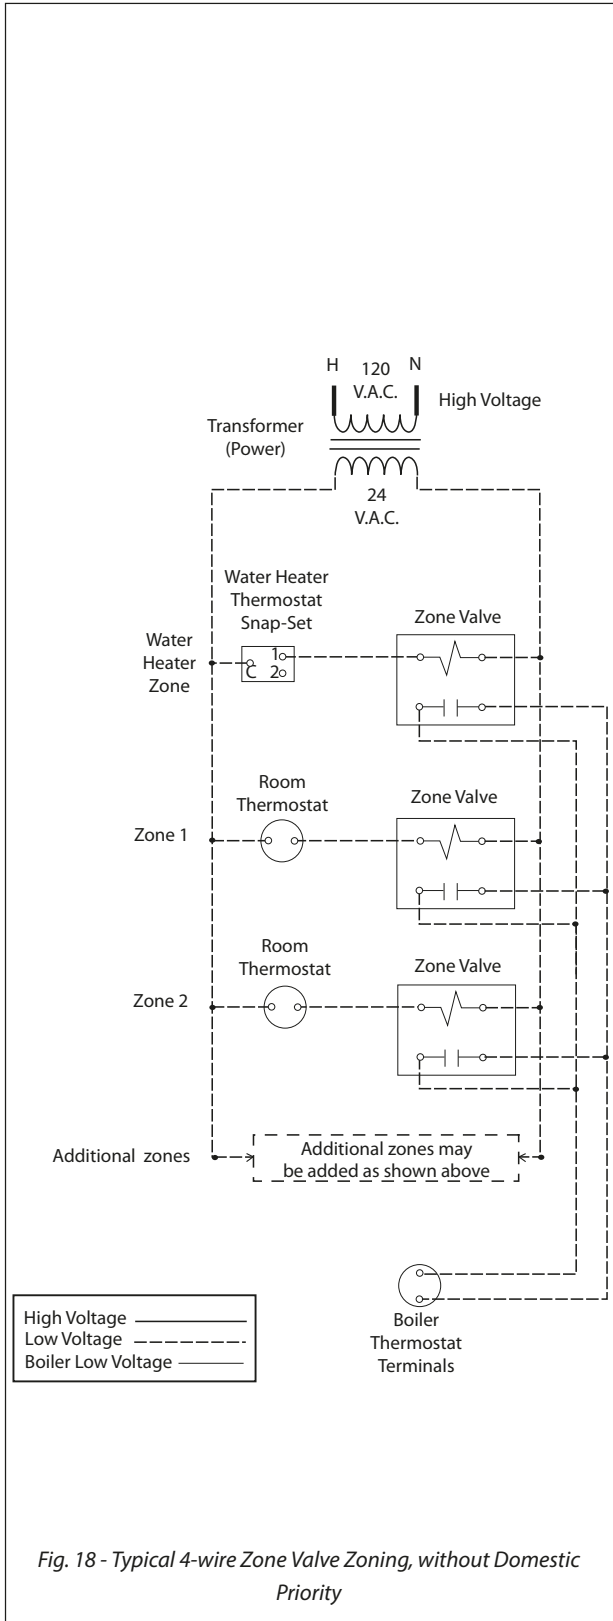 H 120 N
V.A.C.
High Voltage
Transformer
(Power)
24
V.A.C.
Water Heater
Thermostat
Snap-Set
Zone Valve
Water
Heater
Zone
1
C 2
Room
Thermostat
Zone Valve
Zone 1
Room
Thermostat
Zone Valve
Zone 2
Additional zones
Additional zones may
be added as shown above
High Voltage
Low Voltage
Boiler Low Voltage
Boiler
Thermostat
Terminals
Fig. 18 - Typical 4-wire Zone Valve Zoning, without Domestic
Priority